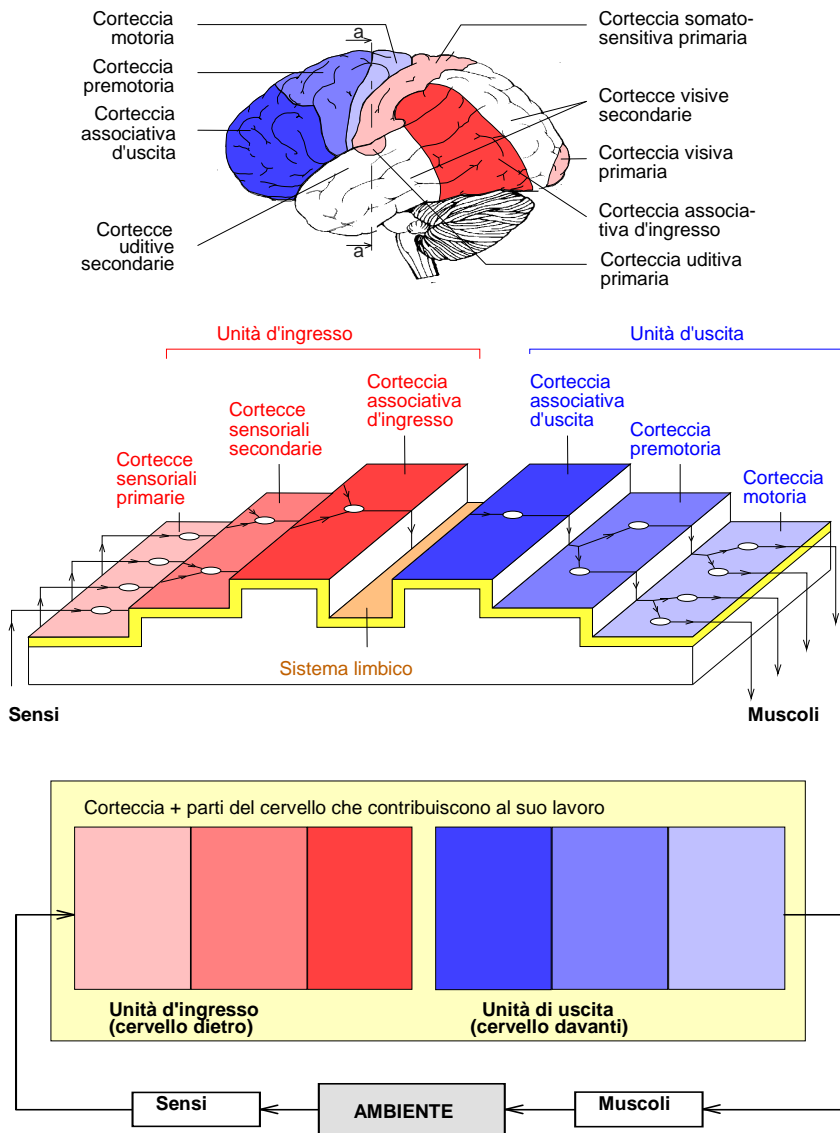 Corteccia
motoria
a
Corteccia somato-
sensitiva primaria
Corteccia
premotoria
Corteccia
associativa
d'uscita
Cortecce visive
secondarie
Corteccia visiva
primaria
Cortecce
uditive
secondarie
a
Corteccia associa-
tiva d'ingresso
Corteccia uditiva
primaria
Unità d'ingresso
Unità d'uscita
Cortecce
sensoriali
primarie
Cortecce
sensoriali
secondarie
Corteccia
associativa
d'ingresso
Corteccia
associativa
d'uscita
Corteccia
premotoria
Corteccia
motoria
Sistema limbico
Sensi
Muscoli
Corteccia + parti del cervello che contribuiscono al suo lavoro
Unità d'ingresso
(cervello dietro)
Unità di uscita
(cervello davanti)
Sensi
AMBIENTE
Muscoli